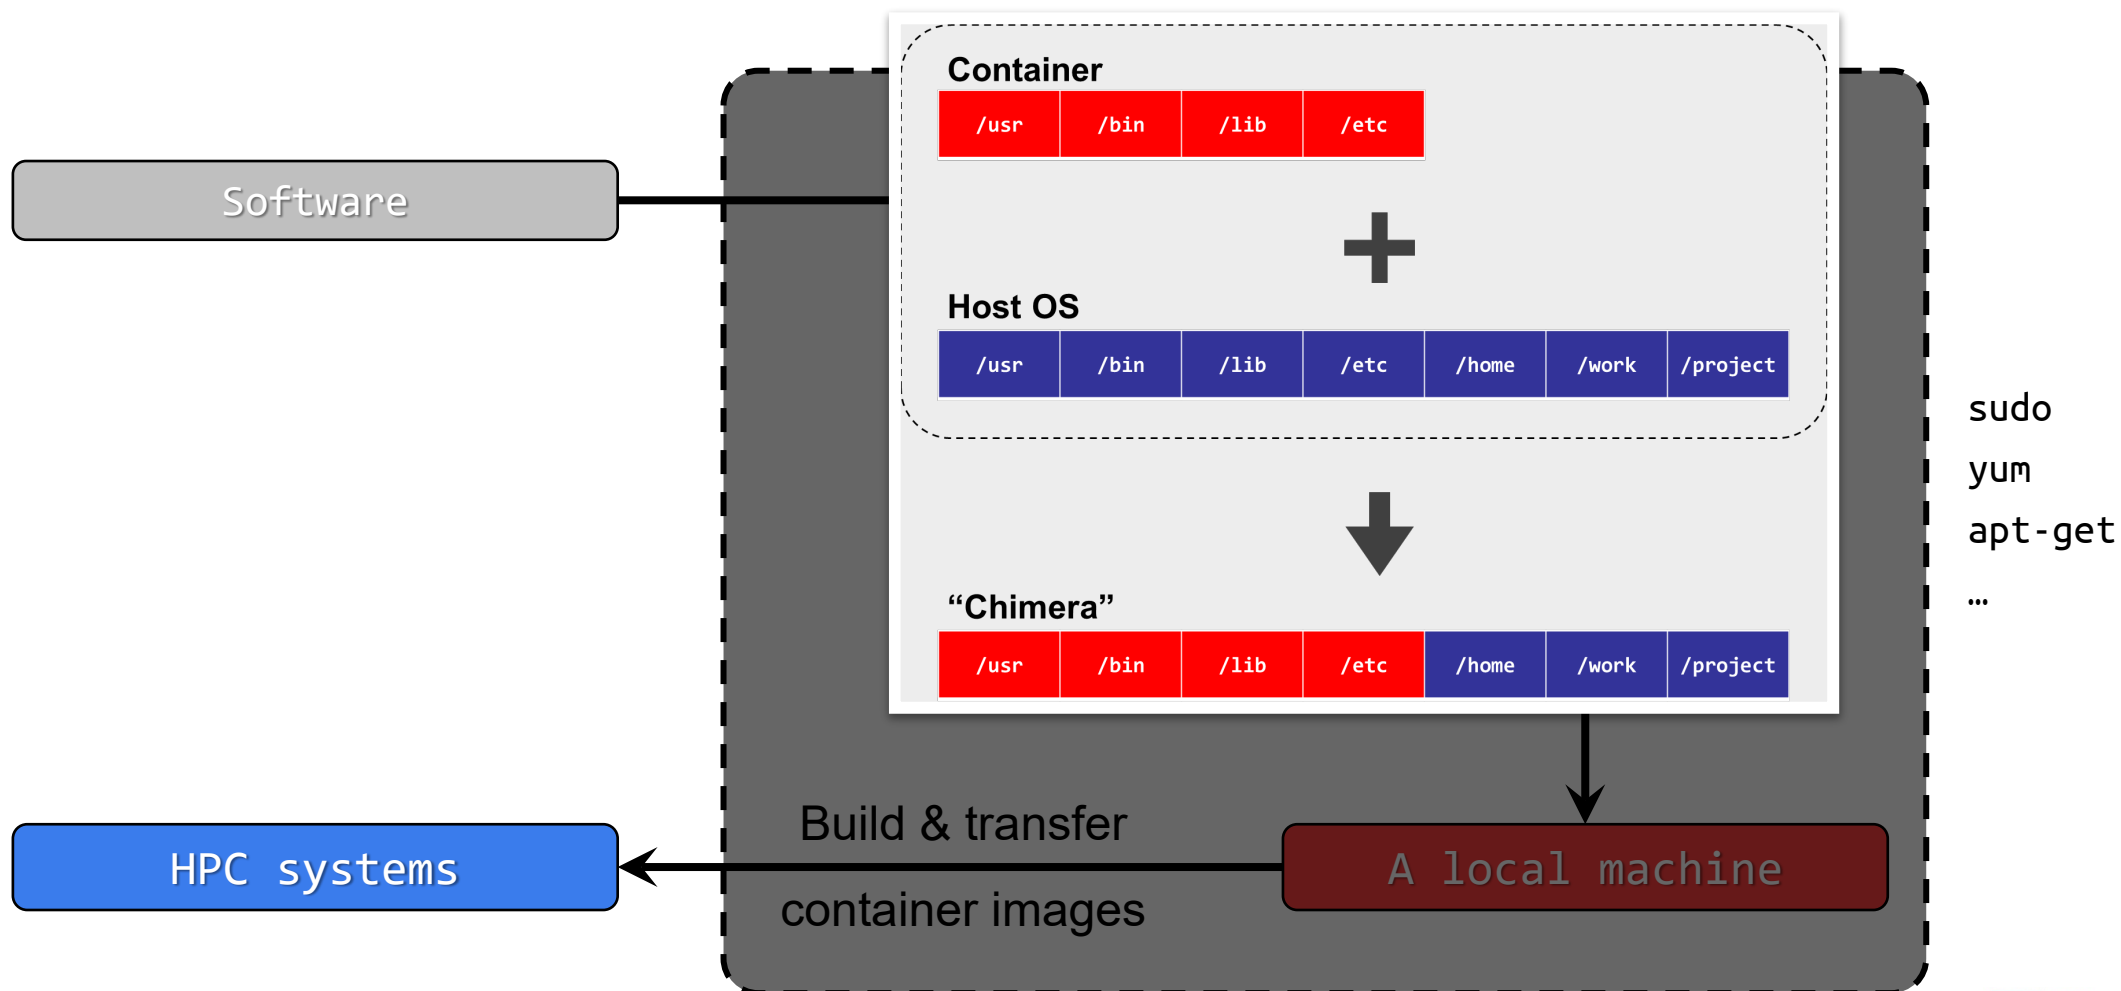 Container
/usr /bin /lib /etc
Software
Host OS
/usr /bin /lib /etc /home /work /project
sudo
yum
apt-get
…
“Chimera”
/usr /bin /lib /etc /home /work /project
Build & transfer
container images
HPC systems
A local machine